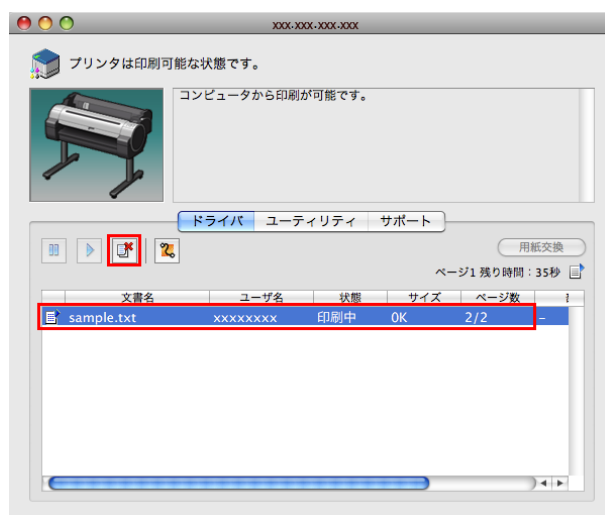 xxx.xxx.xxx.xxx
プリンタは印刷可能な状態です。
コンピュータから印刷が可能です。
ドライバ ユーティリティ サポート
用紙交換
ページ1 残り時間：35秒
文書名 ユーザ名 状態 サイズ ページ数
sample.txt xxxxxxxx 印刷中 0K 2/2 –